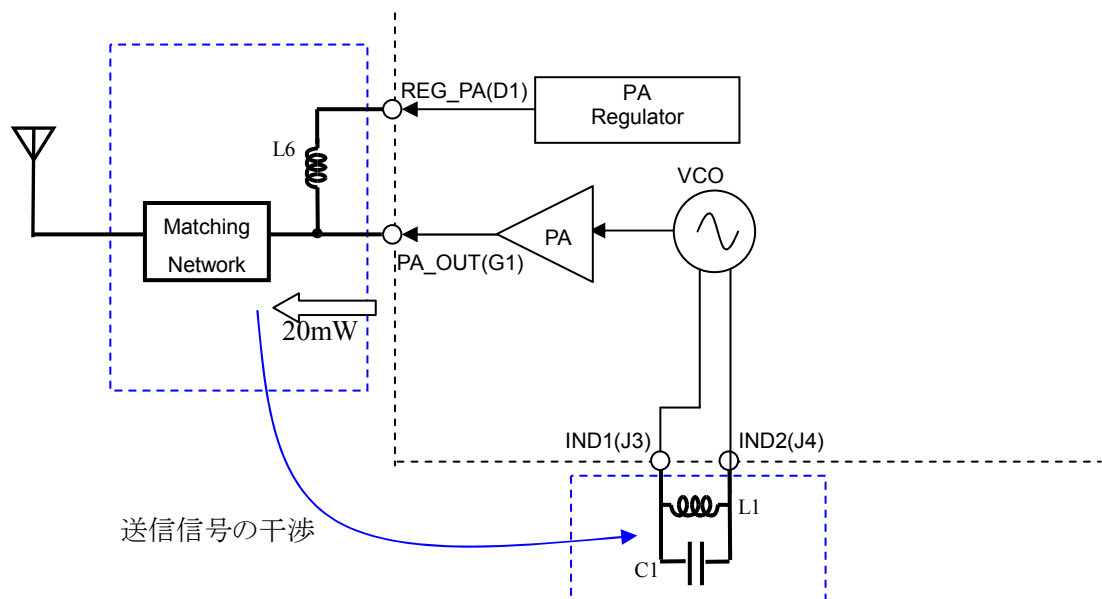 REG_PA(D1)
PA
Regulator
L6
VCO
Matching
Network
PA
PA_OUT(G1)
20mW
IND1(J3)
IND2(J4)
L1
送信信号の干渉
C1